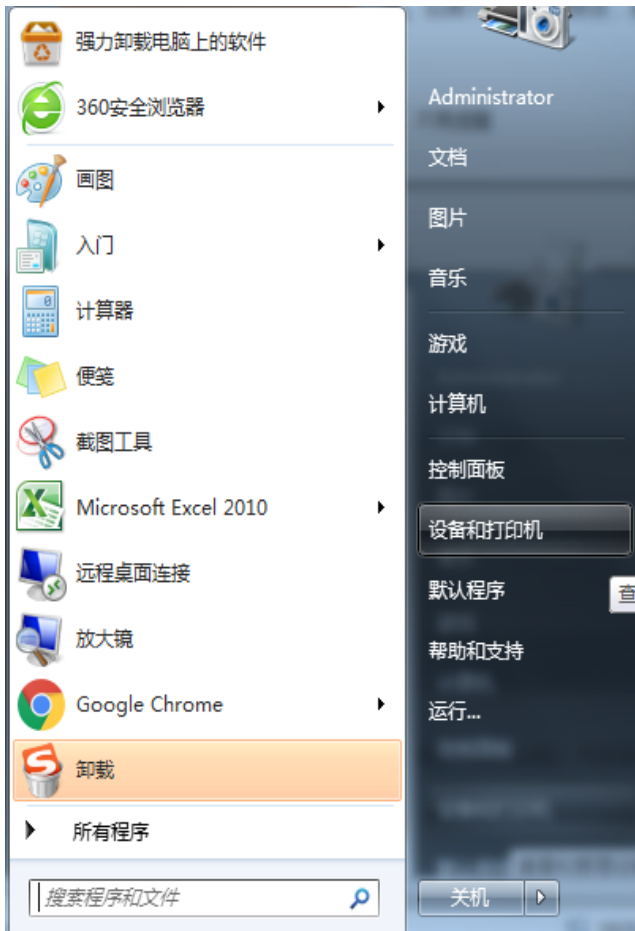 强力卸载电脑上的软件
360安全浏览器
画图
入门
计算器
便笺
截图工具
Microsoft Excel 2010
远程桌面连接
放大镜
Google Chrome
卸载
所有程序
搜索程序和文件
Administrator
文档
图片
音乐
游戏
计算机
控制面板
设备和打印机
默认程序
查
帮助和支持
运行...
关机